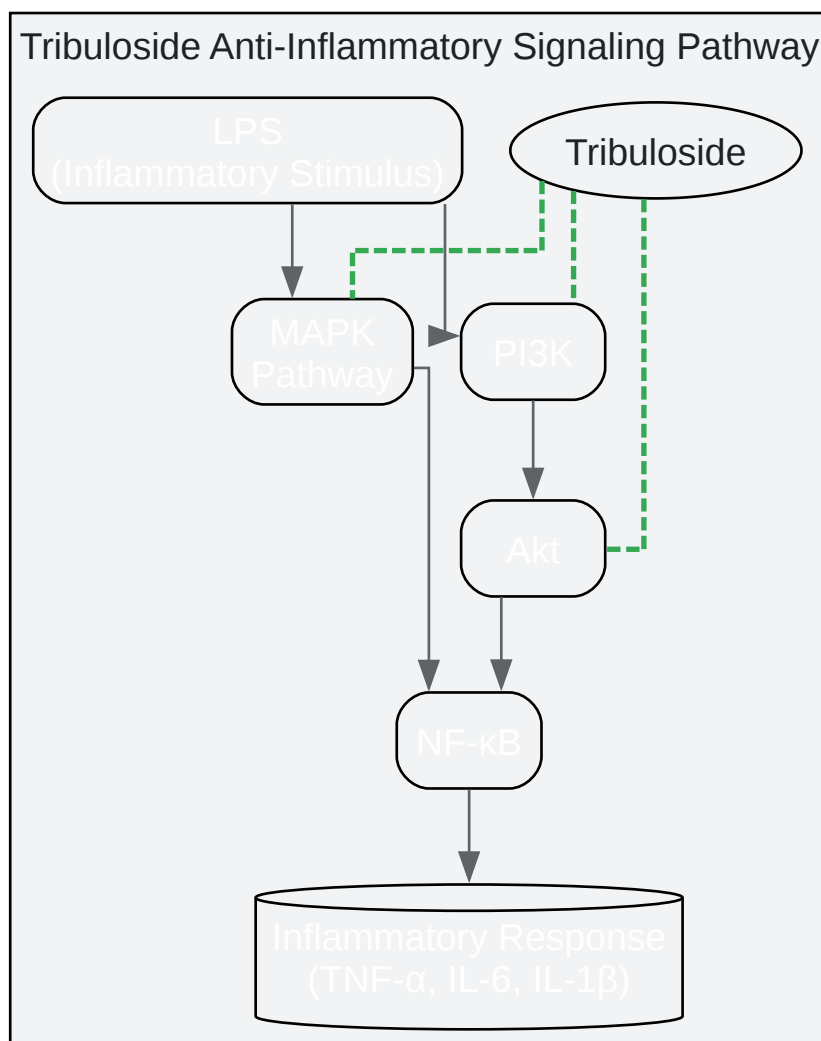 Tribuloside Anti-Inflammatory Signaling Pathway
LPS
(Inflammatory Stimulus)
Tribuloside
MAPK
Pathway
PI3K
Akt
NF-κB
Inflammatory Response
(TNF-α, IL-6, IL-1β)